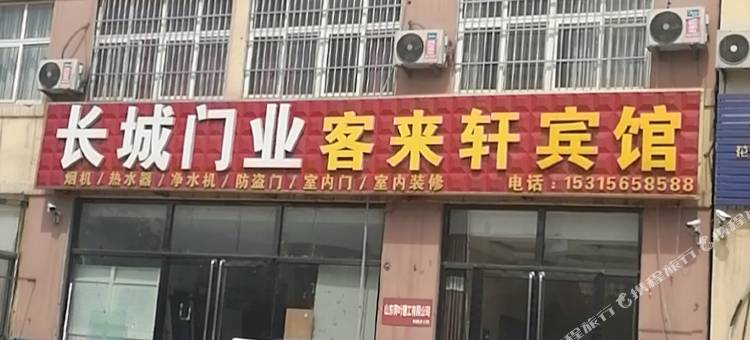 长城门业 客来轩宾馆
烟机/热水器/净水机/防盗门/室内门/室内装修 电话:15315658588
携程旅行